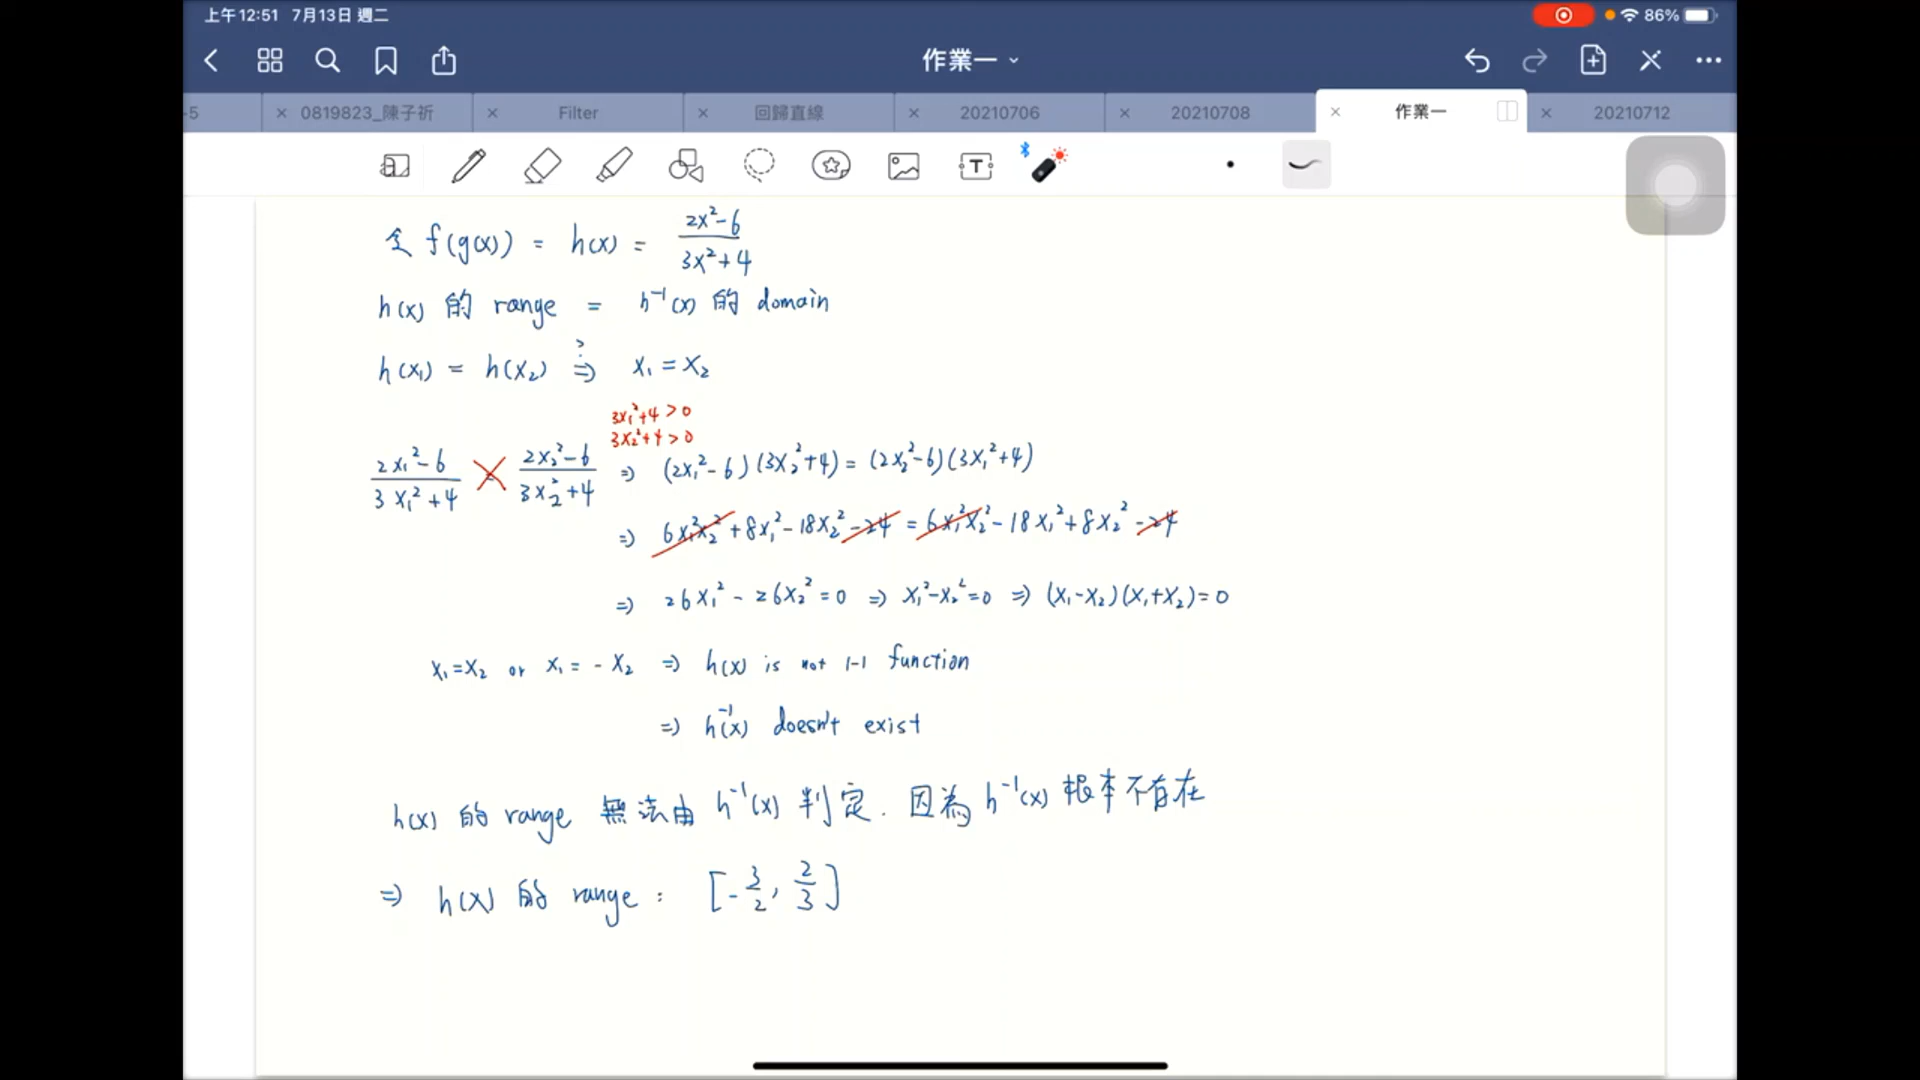 上午12:51 7月13日 週二
86%
作業一
-5
0819823_陳子祈
Filter
回歸直線
20210706
20210708
作業一
20210712
令 f(g(x)) = h(x) = (2x²-6)/(3x²+4)
h(x) 的 range = h⁻¹(x) 的 domain
?
h(x₁) = h(x₂) ⇒ x₁ = x₂
3x₁²+4 > 0
3x₂²+4 > 0
(2x₁²-6)/(3x₁²+4) = (2x₂²-6)/(3x₂²+4) ⇒ (2x₁²-6)(3x₂²+4) = (2x₂²-6)(3x₁²+4)
⇒ 6x₁²x₂²+8x₁²-18x₂²-24 = 6x₁²x₂²-18x₁²+8x₂²-24
⇒ 26x₁²-26x₂²=0 ⇒ x₁²-x₂²=0 ⇒ (x₁-x₂)(x₁+x₂)=0
x₁=x₂ or x₁=-x₂ ⇒ h(x) is not 1-1 function
⇒ h⁻¹(x) doesn't exist
h(x) 的 range 無法由 h⁻¹(x) 判定. 因為 h⁻¹(x) 根本不存在
⇒ h(x) 的 range : [-3/2, 2/3]